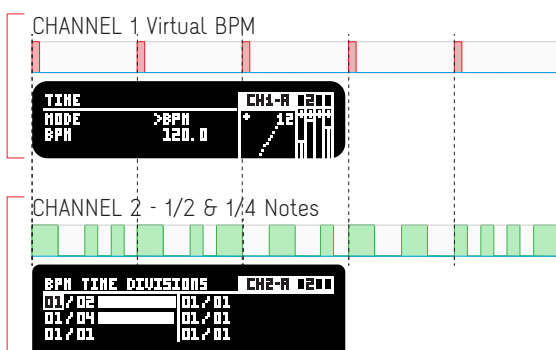 CHANNEL 1 Virtual BPM
TIME CH1-A
MODE >BPM + 12
BPM 120.0
CHANNEL 2 - 1/2 & 1/4 Notes
BPM TIME DIVISIONS CH2-A
01/02 01/01
01/04 01/01
01/01 01/01